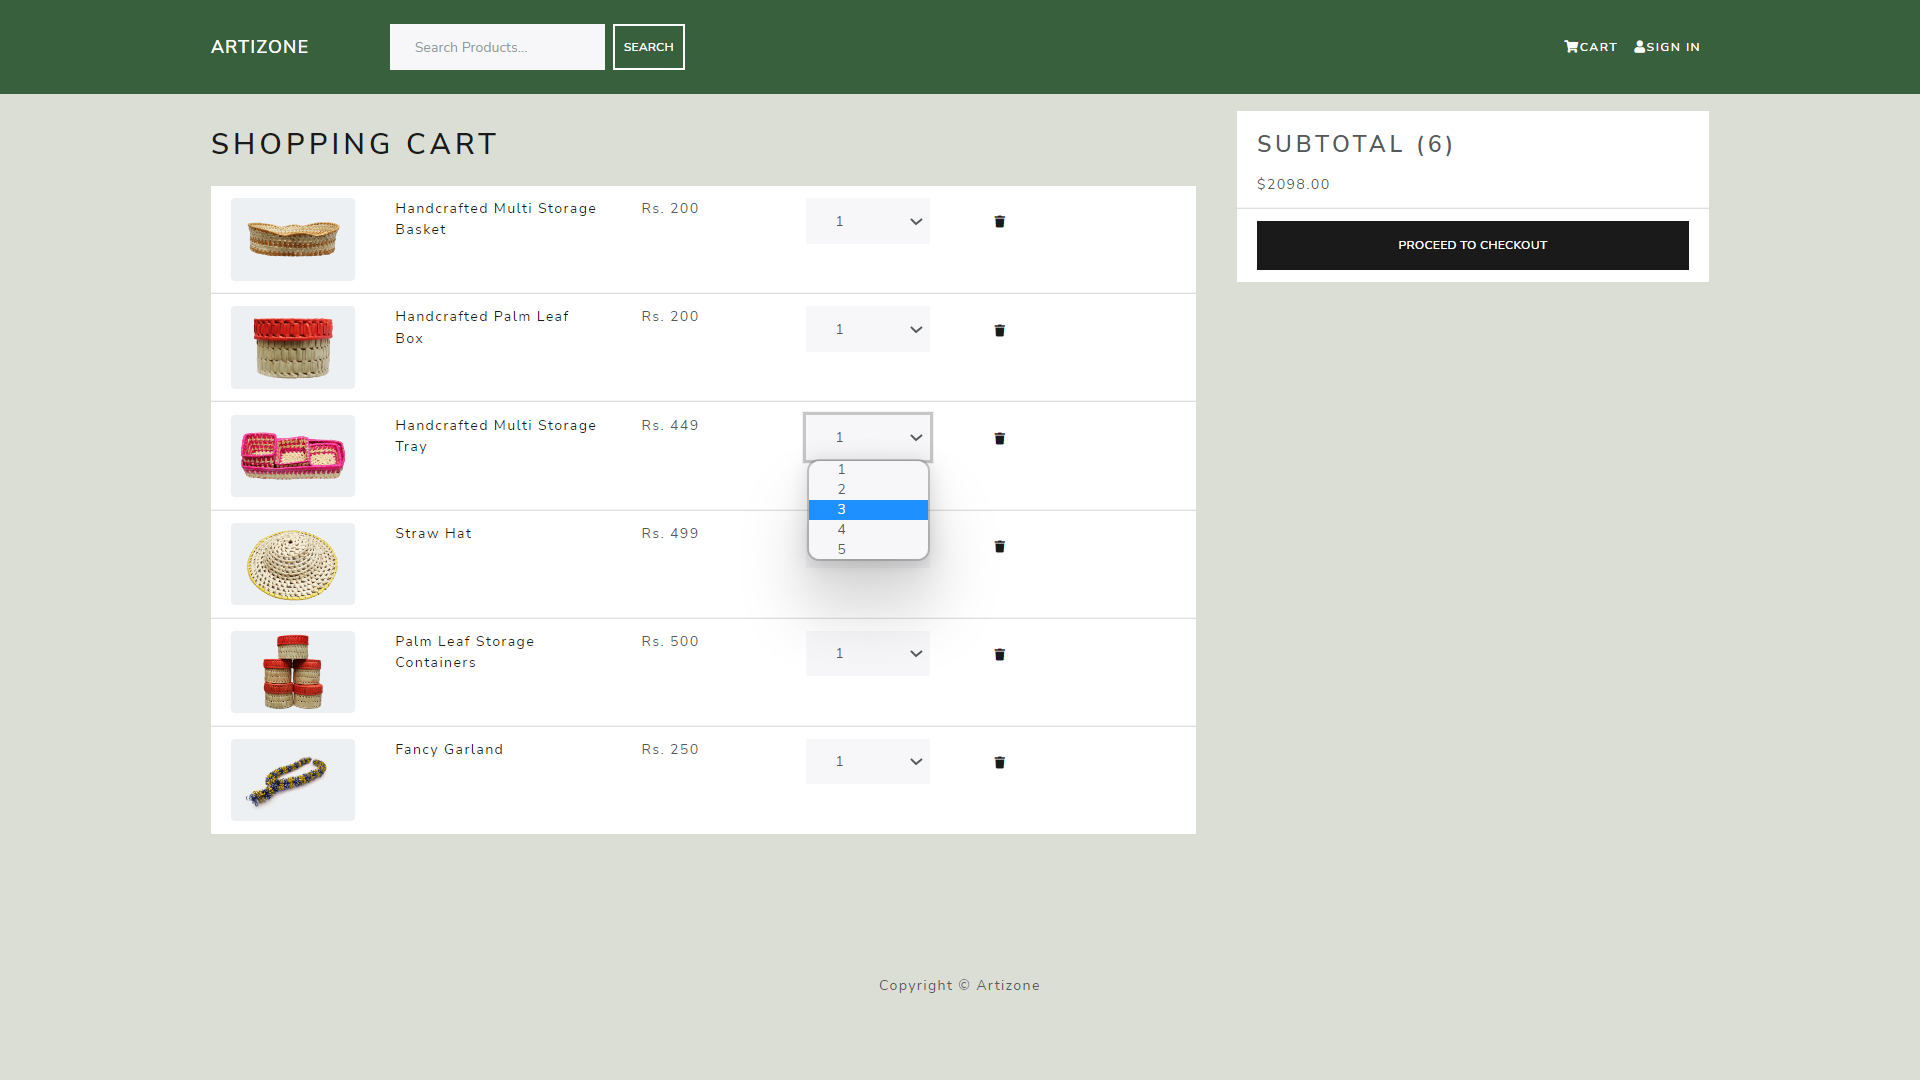 ARTIZONE
Search Products...
SEARCH
CART
SIGN IN
SHOPPING CART
Handcrafted Multi Storage
Basket
Rs. 200
1
Handcrafted Palm Leaf
Box
Rs. 200
1
Handcrafted Multi Storage
Tray
Rs. 449
1
1
2
3
4
5
Straw Hat
Rs. 499
Palm Leaf Storage
Containers
Rs. 500
1
Fancy Garland
Rs. 250
1
SUBTOTAL (6)
$2098.00
PROCEED TO CHECKOUT
Copyright © Artizone